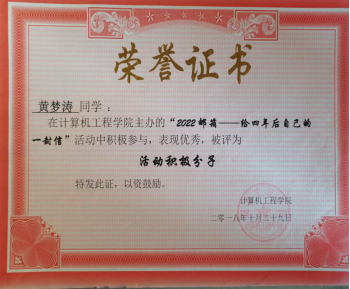 荣誉证书
黄梦涛 同学：
在计算机工程学院主办的“2022邮箱——给四年后自己的
一封信”活动中积极参与，表现优秀，被评为
活动积极分子
特发此证，以资鼓励。
计算机工程学院
二零一八年十月二十九日